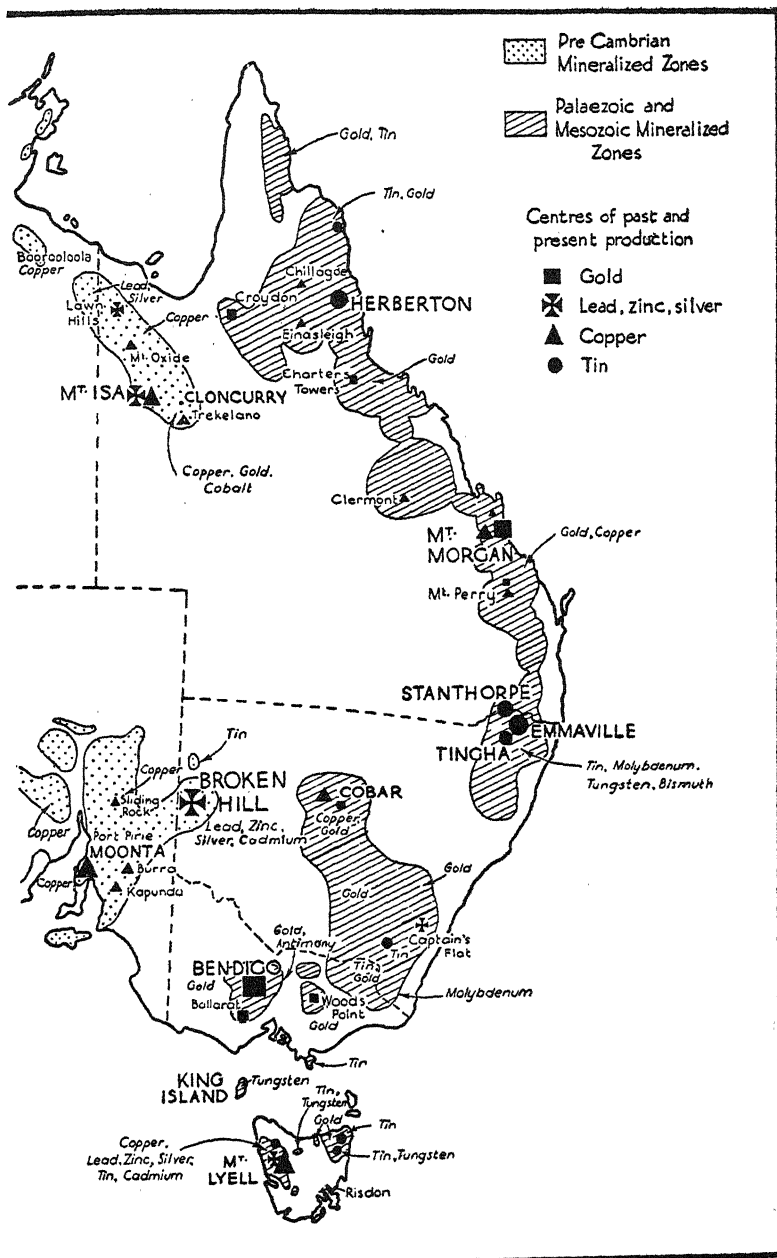 Pre Cambrian
Mineralized Zones
Palaezoic and
Mesozoic Mineralized
Zones
Centres of past and
present production
Gold
Lead, zinc, silver
Copper
Tin
Gold, Tin
Tin, Gold
Borrooloola
Copper
Lead,
Silver
Lawn
Hills
Copper
Mt. Oxide
MT. ISA
CLONCURRY
Trekelano
Copper, Gold,
Cobalt
Chillagoe
Croydon
HERBERTON
Einasleigh
Charters
Towers
Gold
Clermont
MT.
MORGAN
Gold, Copper
Mt. Perry
STANTHORPE
EMMAVILLE
TINGHA
Tin, Molybdenum,
Tungsten, Bismuth
Tin
Copper
Sliding
Rock
BROKEN
HILL
Lead, Zinc,
Silver, Cadmium
Copper
Port Pirie
MOONTA
Copper
Burra
Kapunda
COBAR
Copper,
Gold
Gold
Gold
Captain's
Flat
Tin
Tin,
Gold
Molybdenum
Gold,
Antimony
BENDIGO
Gold
Ballarat
Wood's
Point
Gold
Tin
KING
ISLAND
Tungsten
Tin,
Tungsten
Gold
Tin
Tin, Tungsten
Copper,
Lead, Zinc, Silver,
Tin, Cadmium
MT.
LYELL
Risdon